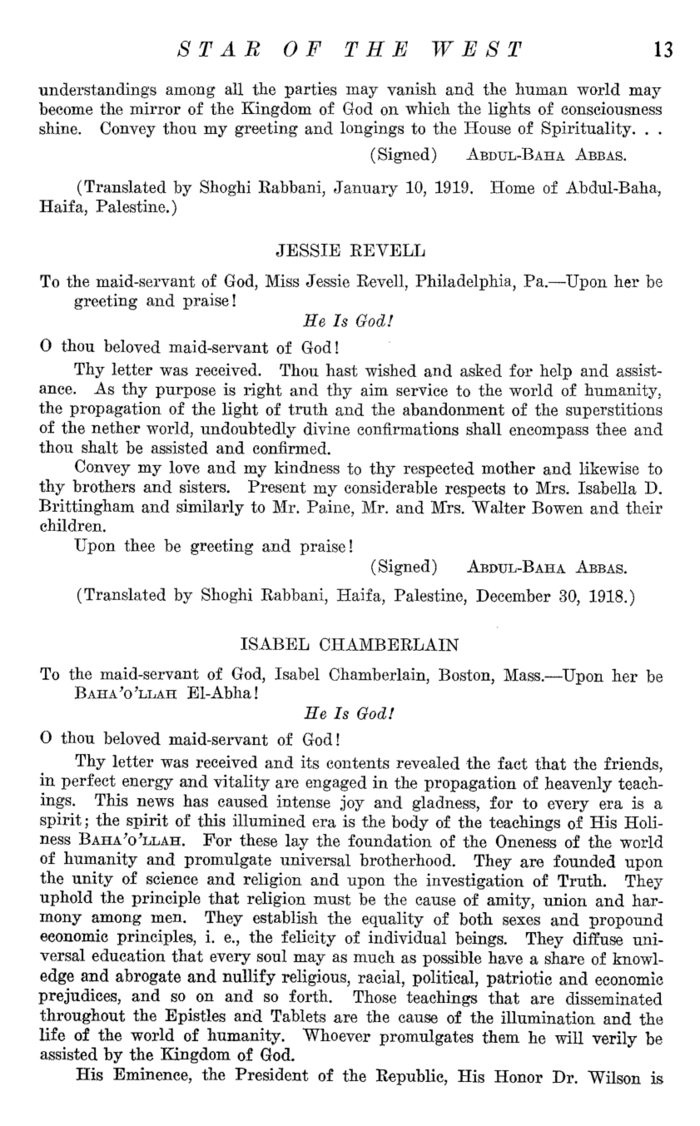 STAR OF THE WEST 13
understandings among all the parties may vanish and the human world may
become the mirror of the Kingdom of God on which the lights of consciousness
shine. Convey thou my greeting and longings to the House of Spirituality. . .
(Signed) ABDUL-BAHA ABBAS.
(Translated by Shoghi Rabbani, January 10, 1919. Home of Abdul-Baha,
Haifa, Palestine.)
JESSIE REVELL
To the maid-servant of God, Miss Jessie Revell, Philadelphia, Pa.—Upon her be
greeting and praise!
He Is God!
O thou beloved maid-servant of God!
Thy letter was received. Thou hast wished and asked for help and assist-
ance. As thy purpose is right and thy aim service to the world of humanity,
the propagation of the light of truth and the abandonment of the superstitions
of the nether world, undoubtedly divine confirmations shall encompass thee and
thou shalt be assisted and confirmed.
Convey my love and my kindness to thy respected mother and likewise to
thy brothers and sisters. Present my considerable respects to Mrs. Isabella D.
Brittingham and similarly to Mr. Paine, Mr. and Mrs. Walter Bowen and their
children.
Upon thee be greeting and praise!
(Signed) ABDUL-BAHA ABBAS.
(Translated by Shoghi Rabbani, Haifa, Palestine, December 30, 1918.)
ISABEL CHAMBERLAIN
To the maid-servant of God, Isabel Chamberlain, Boston, Mass.—Upon her be
BAHA'O'LLAH El-Abha!
He Is God!
O thou beloved maid-servant of God!
Thy letter was received and its contents revealed the fact that the friends,
in perfect energy and vitality are engaged in the propagation of heavenly teach-
ings. This news has caused intense joy and gladness, for to every era is a
spirit; the spirit of this illumined era is the body of the teachings of His Holi-
ness BAHA'O'LLAH. For these lay the foundation of the Oneness of the world
of humanity and promulgate universal brotherhood. They are founded upon
the unity of science and religion and upon the investigation of Truth. They
uphold the principle that religion must be the cause of amity, union and har-
mony among men. They establish the equality of both sexes and propound
economic principles, i. e., the felicity of individual beings. They diffuse uni-
versal education that every soul may as much as possible have a share of knowl-
edge and abrogate and nullify religious, racial, political, patriotic and economic
prejudices, and so on and so forth. Those teachings that are disseminated
throughout the Epistles and Tablets are the cause of the illumination and the
life of the world of humanity. Whoever promulgates them he will verily be
assisted by the Kingdom of God.
His Eminence, the President of the Republic, His Honor Dr. Wilson is